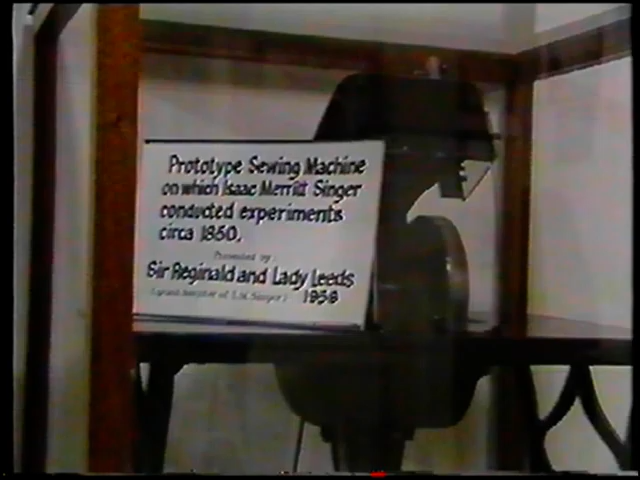 Prototype Sewing Machine
on which Isaac Merritt Singer
conducted experiments
circa 1850.
Presented by
Sir Reginald and Lady Leeds
1958